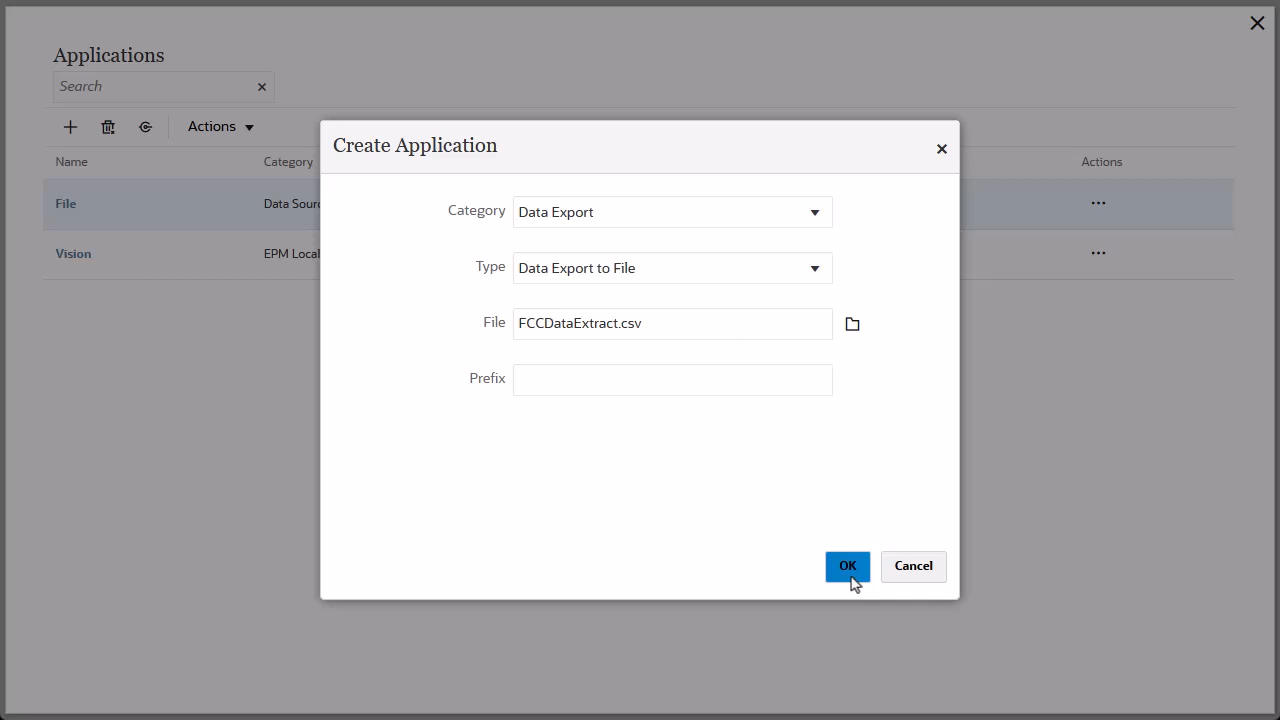 Applications
Search
Actions
Name Category Actions
File Data Sourc
Vision EPM Local
Create Application
Category Data Export
Type Data Export to File
File FCCDataExtract.csv
Prefix
OK Cancel